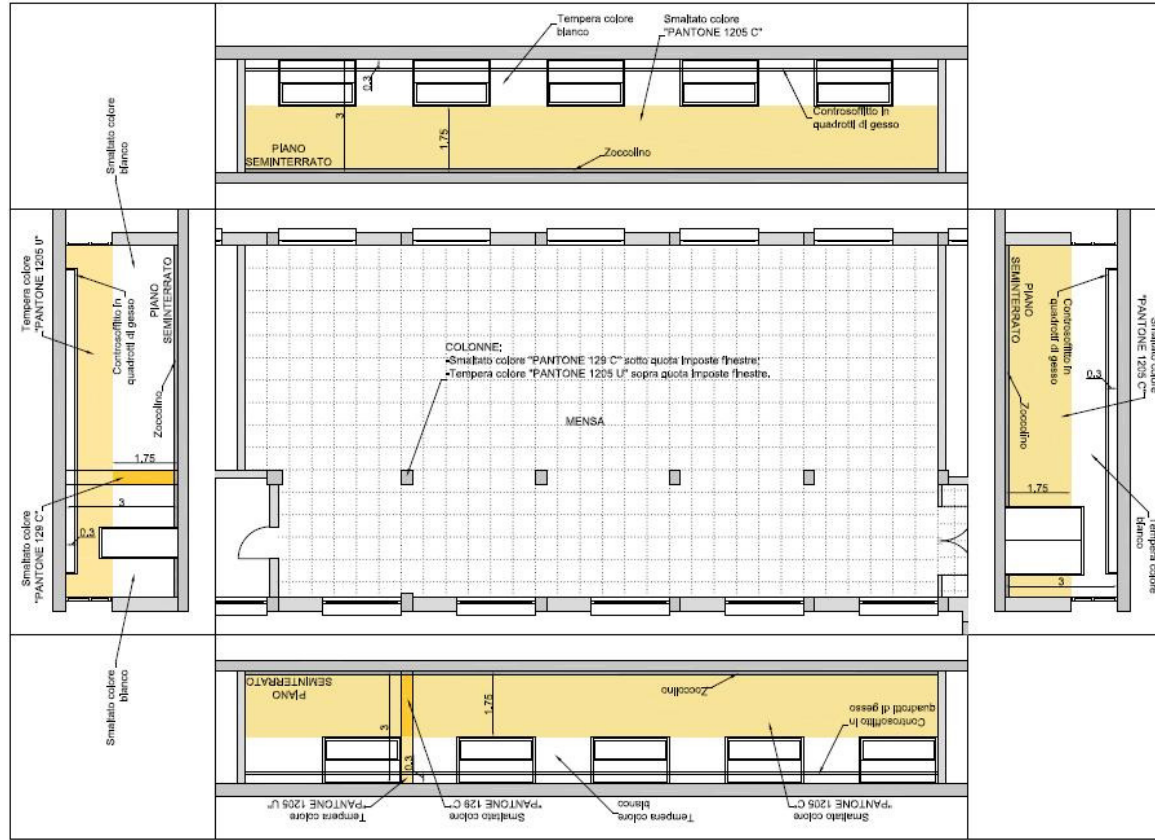 Tempera colore
bianco
Smaltato colore
"PANTONE 1205 C"
0.3
3
1.75
Controsoffitto in
quadrotti di gesso
PIANO
SEMINTERRATO
Zoccolino
Smaltato colore
bianco
Tempera colore
"PANTONE 1205 U"
Controsoffitto in
quadrotti di gesso
PIANO
SEMINTERRATO
Zoccolino
1.75
3
0.3
Smaltato colore
"PANTONE 129 C"
Smaltato colore
bianco
COLONNE:
-Smaltato colore "PANTONE 129 C" sotto quota imposte finestre;
-Tempera colore "PANTONE 1205 U" sopra quota imposte finestre.
MENSA
PIANO
SEMINTERRATO
Controsoffitto in
quadrotti di gesso
0.3
Smaltato colore
"PANTONE 1205 C"
Zoccolino
1.75
3
Tempera colore
bianco
PIANO
SEMINTERRATO
Zoccolino
1.75
3
0.3
Controsoffitto in
quadrotti di gesso
Tempera colore
"PANTONE 1205 U"
Smaltato colore
"PANTONE 129 C"
Tempera colore
bianco
Smaltato colore
"PANTONE 1205 C"